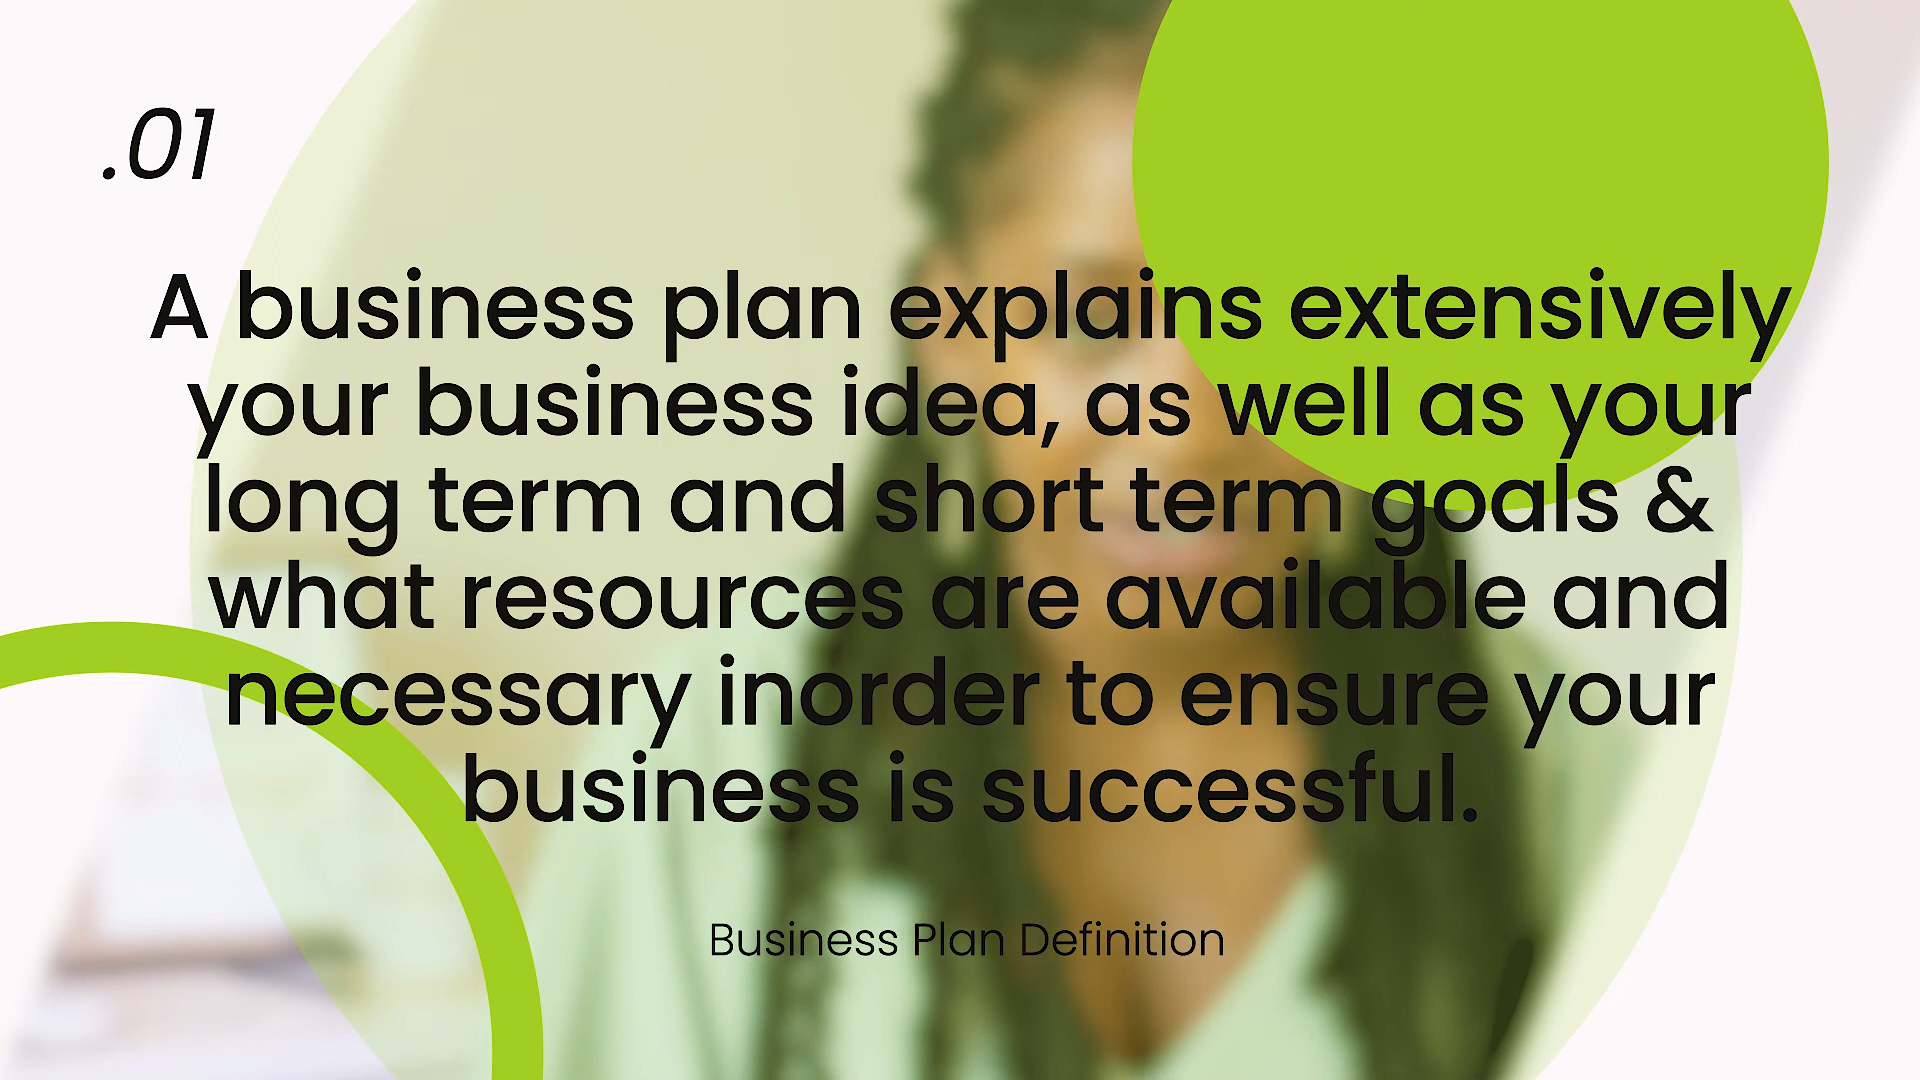 .01
A business plan explains extensively
your business idea, as well as your
long term and short term goals &
what resources are available and
necessary inorder to ensure your
business is successful.
Business Plan Definition